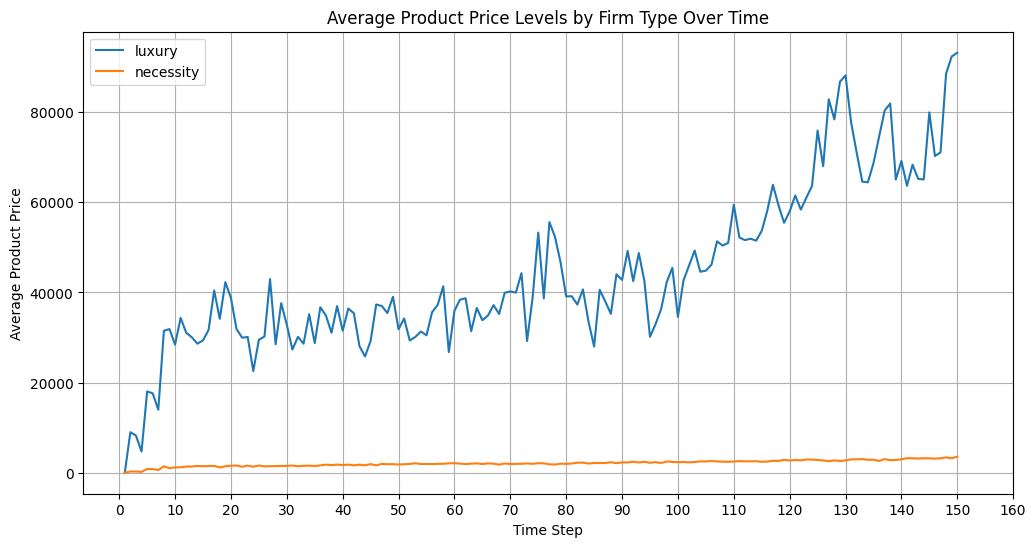 Average Product Price Levels by Firm Type Over Time
luxury
necessity
Average Product Price
80000
60000
40000
20000
0
0 10 20 30 40 50 60 70 80 90 100 110 120 130 140 150 160
Time Step